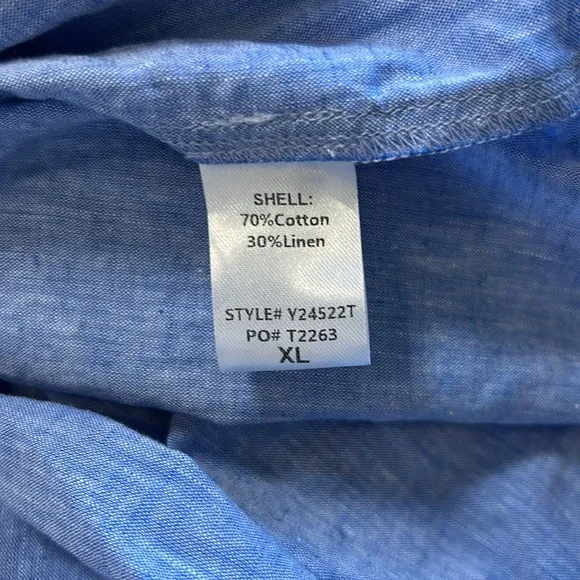 SHELL:
70%Cotton
30%Linen
STYLE# Y24522T
PO# T2263
XL